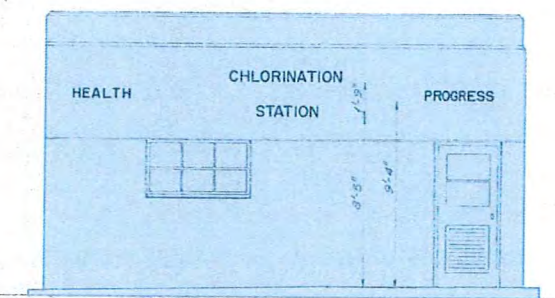 CHLORINATION
HEALTH
PROGRESS
STATION
1'-9"
8'-5"
9'-4"